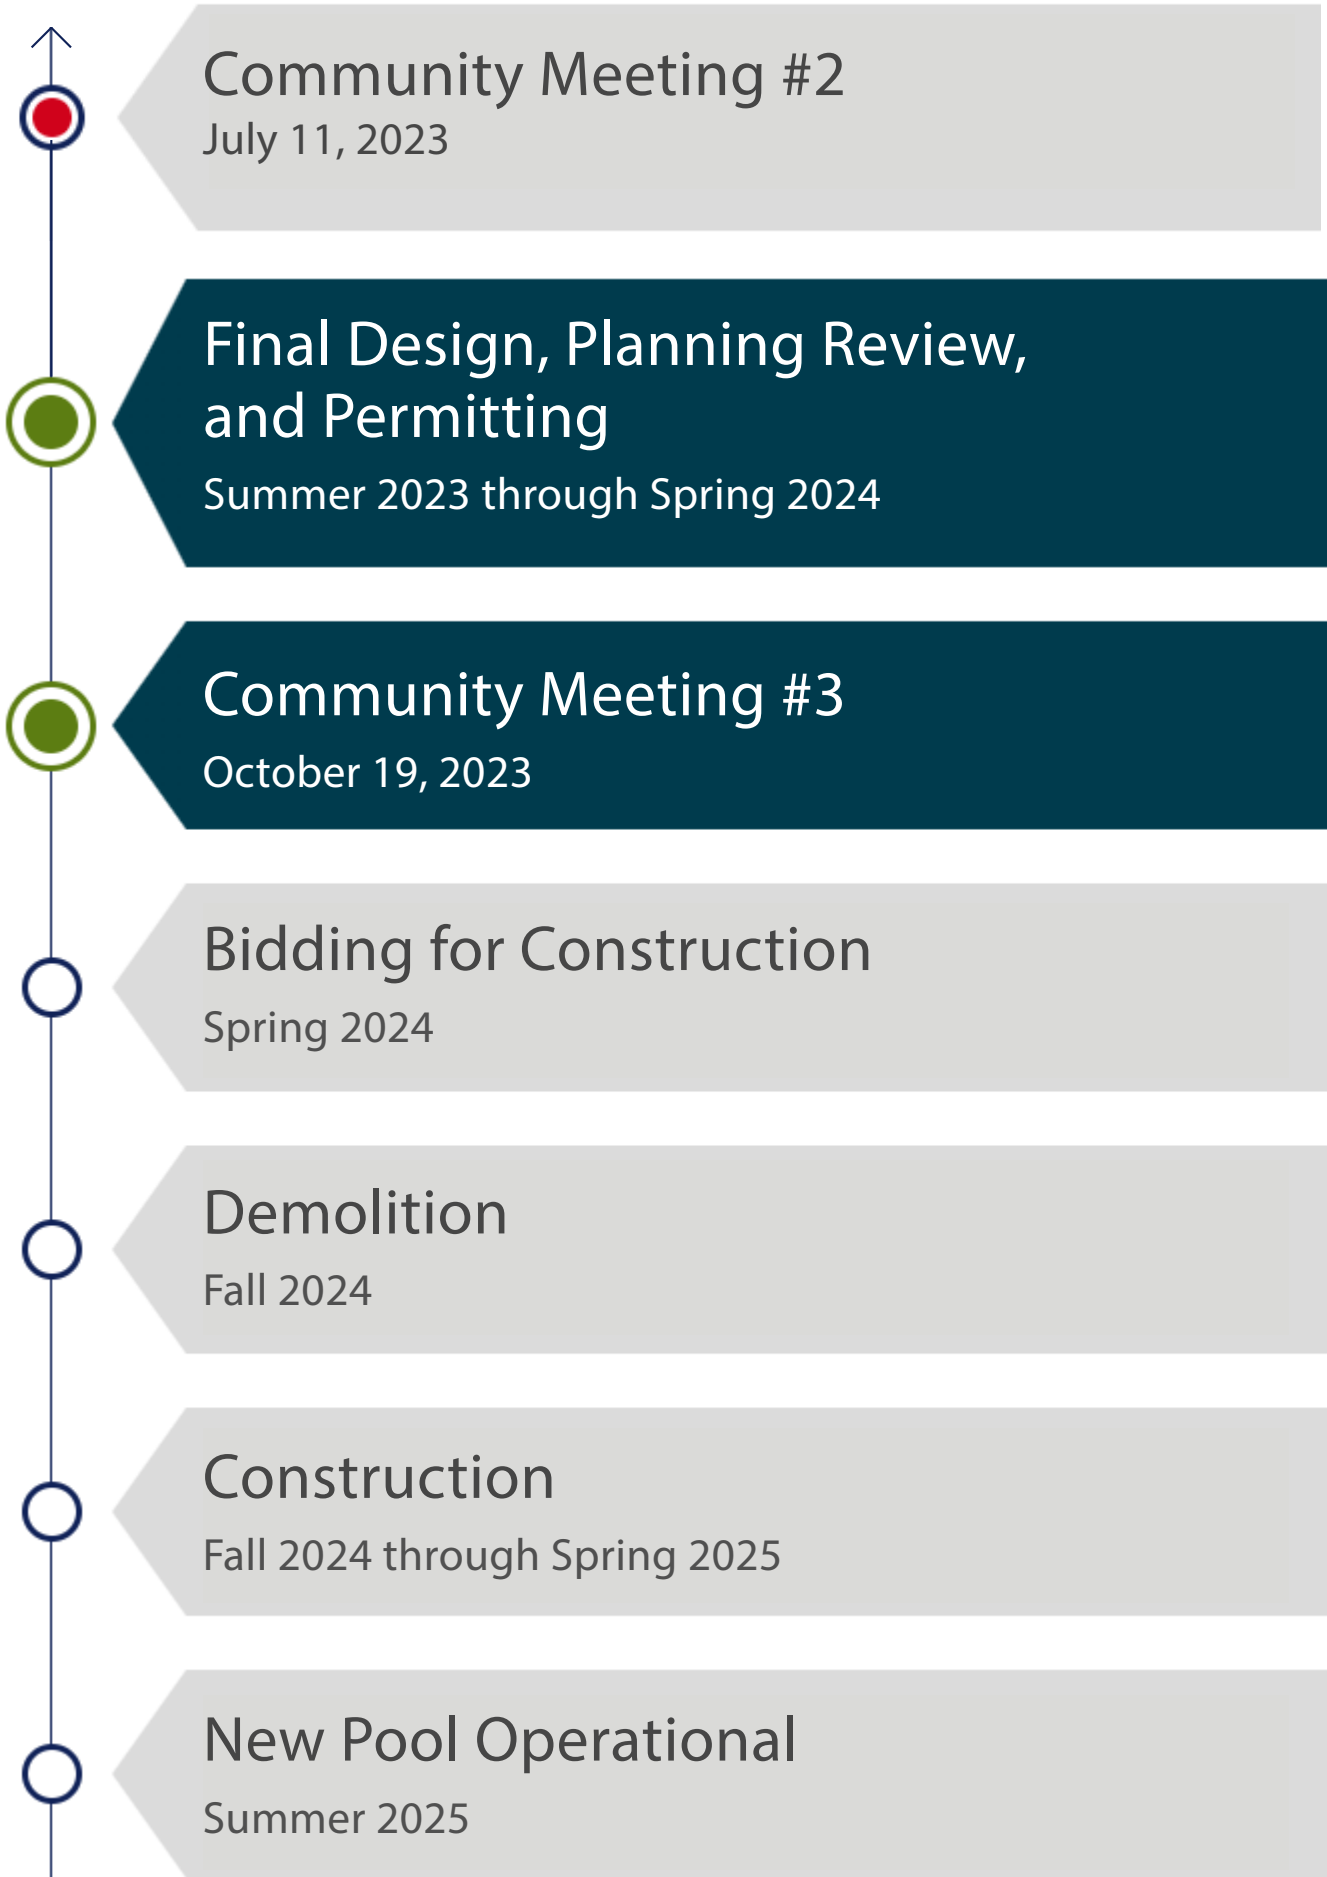 Community Meeting #2
July 11, 2023
Final Design, Planning Review,
and Permitting
Summer 2023 through Spring 2024
Community Meeting #3
October 19, 2023
Bidding for Construction
Spring 2024
Demolition
Fall 2024
Construction
Fall 2024 through Spring 2025
New Pool Operational
Summer 2025